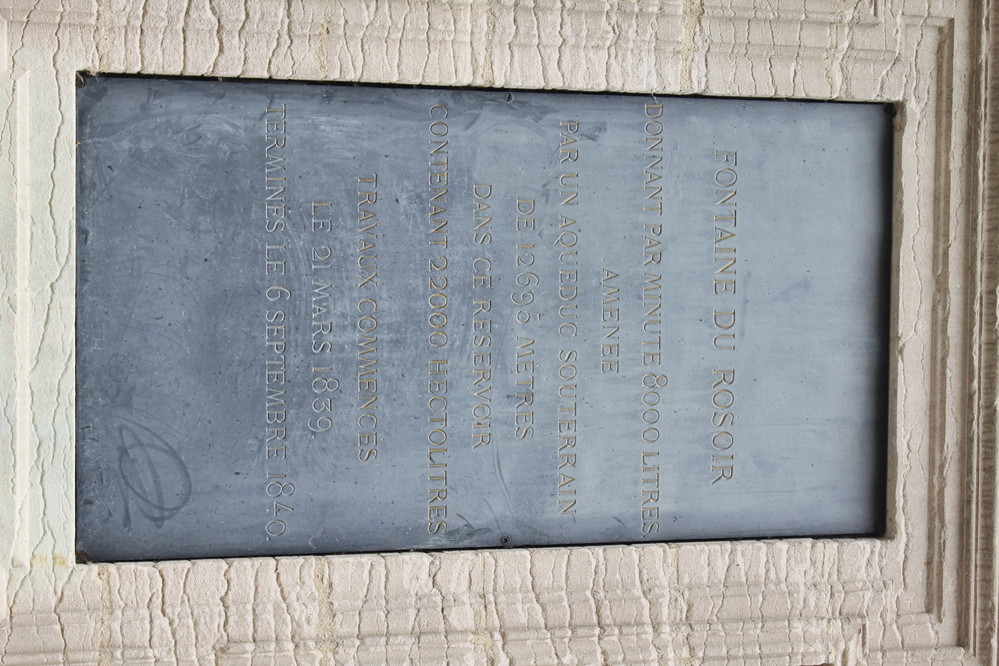 FONTAINE DU ROSOIR
DONNANT PAR MINUTE 8000 LITRES.
AMENEE
PAR UN AQUEDUC SOUTERRAIN
DE 12695 METRES
DANS CE RESERVOIR
CONTENANT 22000 HECTOLITRES
TRAVAUX COMMENCES
LE 21 MARS 1839.
TERMINES LE 6 SEPTEMBRE 1840.